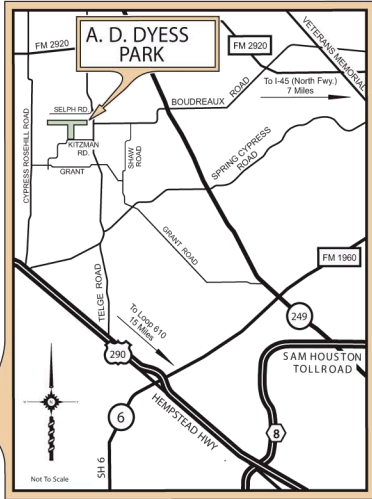 A. D. DYESS
PARK
FM 2920
FM 2920
VETERANS MEMORIAL
To I-45 (North Fwy.)
7 Miles
BOUDREAUX ROAD
SELPH RD.
KITZMAN
RD.
GRANT
SHAW
ROAD
CYPRESS ROSEHILL ROAD
SPRING CYPRESS
ROAD
GRANT ROAD
TELGE ROAD
FM 1960
To Loop 610
15 Miles
249
290
SAM HOUSTON
TOLLROAD
HEMPSTEAD HWY
6
8
SH 6
Not To Scale